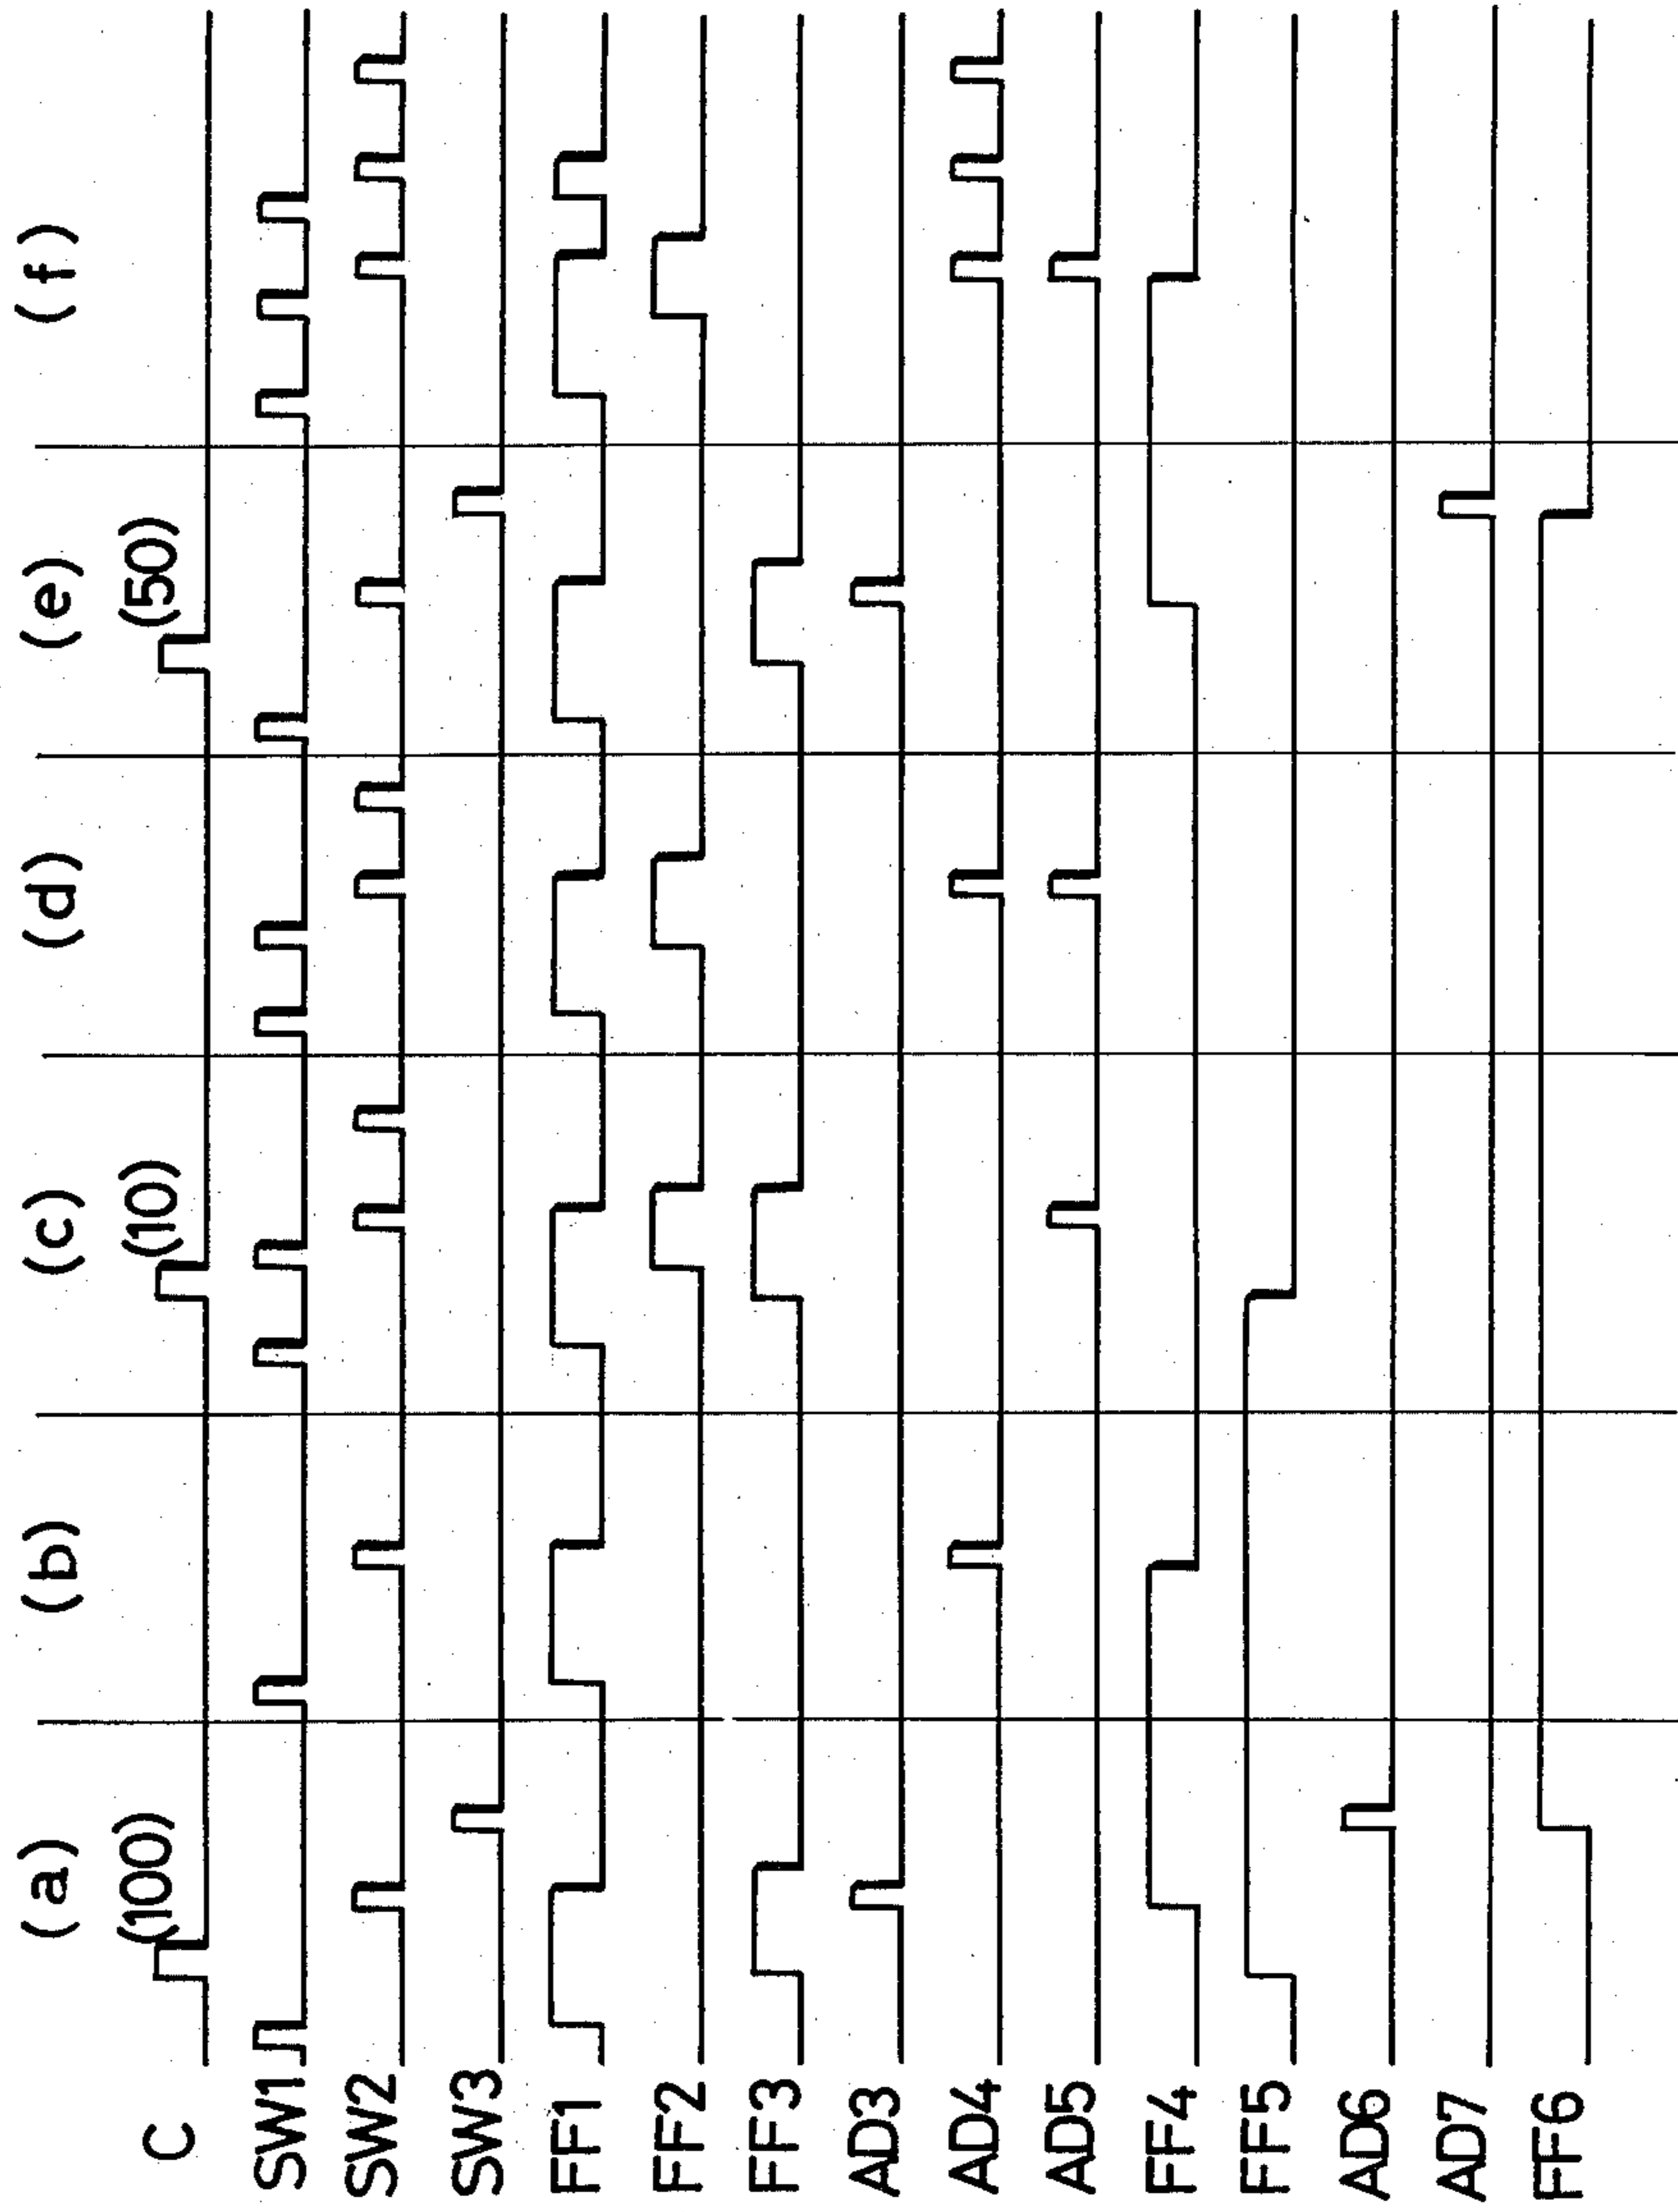 (a) (b) (c) (d) (e) (f)
C (100) (10) (50)
SW1
SW2
SW3
FF1
FF2
FF3
AD3
AD4
AD5
FF4
FF5
AD6
AD7
FF6